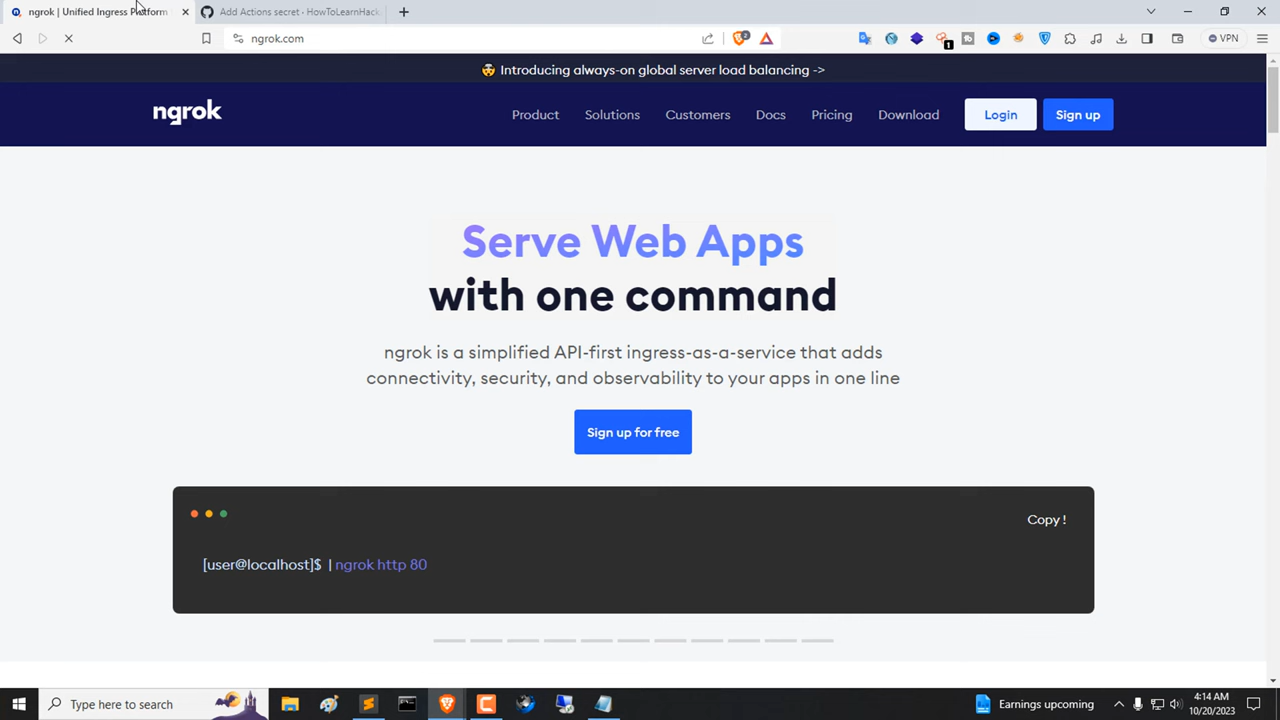 ngrok | Unified Ingress Platform
Add Actions secret · HowToLearnHack
ngrok.com
2
1
VPN
Introducing always-on global server load balancing ->
ngrok
Product
Solutions
Customers
Docs
Pricing
Download
Login
Sign up
Serve Web Apps
with one command
ngrok is a simplified API-first ingress-as-a-service that adds
connectivity, security, and observability to your apps in one line
Sign up for free
Copy !
[user@localhost]$ | ngrok http 80
Type here to search
Earnings upcoming
4:14 AM
10/20/2023